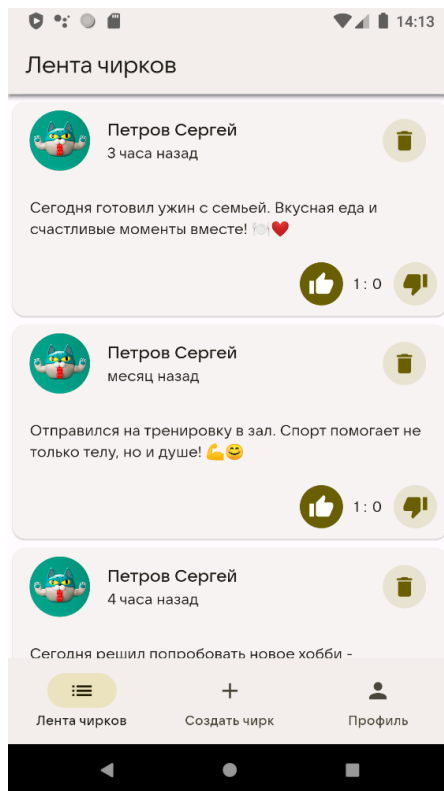 14:13
Лента чирков
Петров Сергей
3 часа назад
Сегодня готовил ужин с семьей. Вкусная еда и
счастливые моменты вместе! 🍽️❤️
1 : 0
Петров Сергей
месяц назад
Отправился на тренировку в зал. Спорт помогает не
только телу, но и душе! 💪😊
1 : 0
Петров Сергей
4 часа назад
Сегодня решил попробовать новое хобби -
Лента чирков
Создать чирк
Профиль